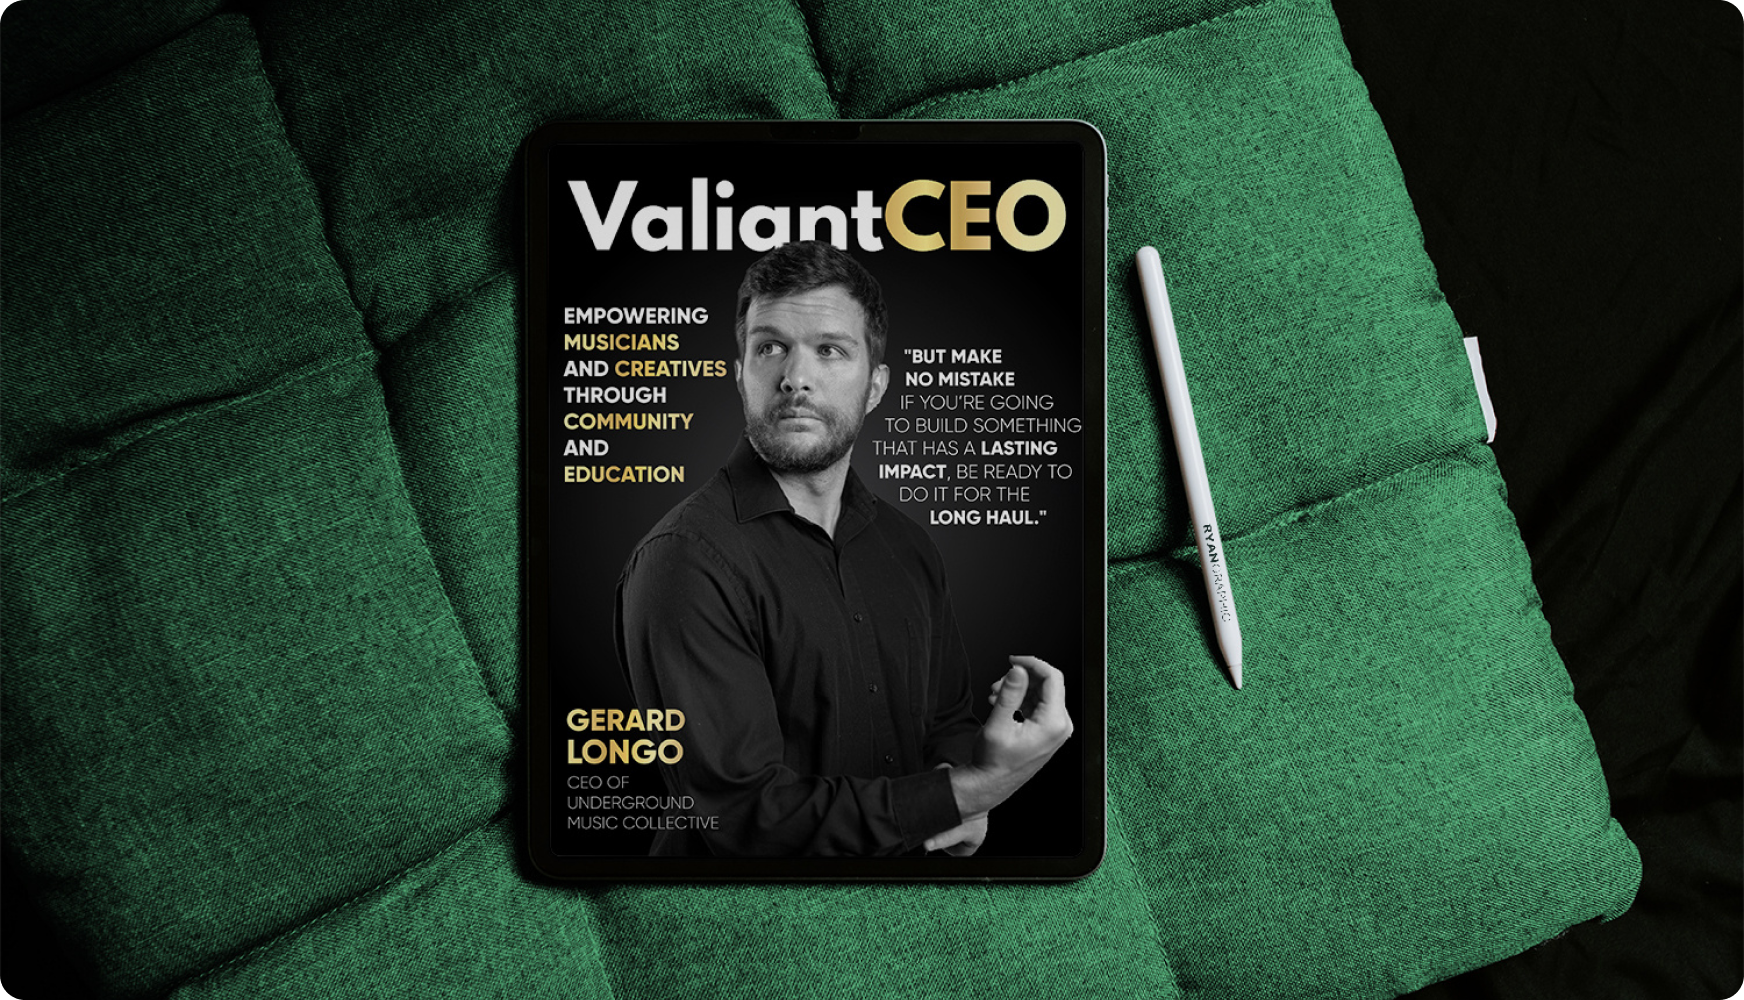 ValiantCEO
EMPOWERING
MUSICIANS
AND CREATIVES
THROUGH
COMMUNITY
AND
EDUCATION
"BUT MAKE
NO MISTAKE
IF YOU'RE GOING
TO BUILD SOMETHING
THAT HAS A LASTING
IMPACT, BE READY TO
DO IT FOR THE
LONG HAUL."
GERARD
LONGO
CEO OF
UNDERGROUND
MUSIC COLLECTIVE
RYANGRAPHIC